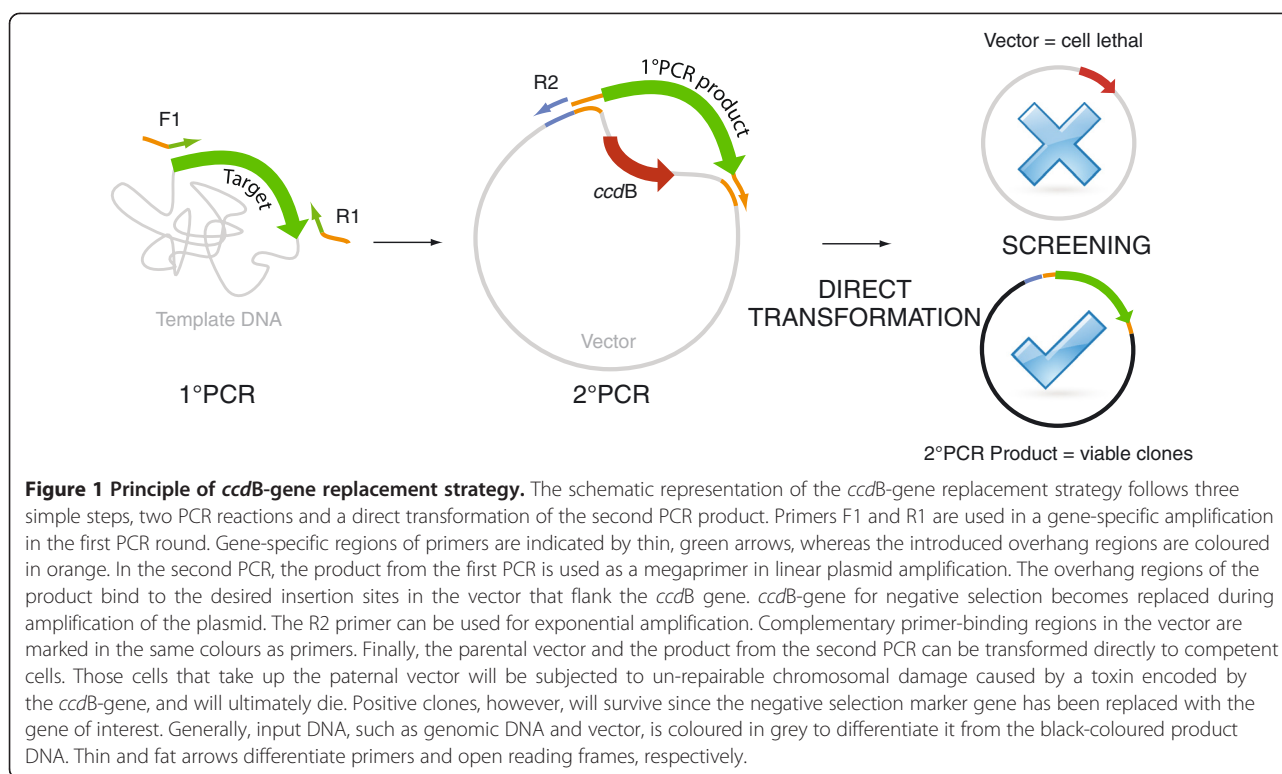 Vector = cell lethal
F1
Target
R1
Template DNA
1°PCR
R2
1°PCR product
ccdB
Vector
2°PCR
DIRECT
TRANSFORMATION
SCREENING
2°PCR Product = viable clones
Figure 1 Principle of ccdB-gene replacement strategy. The schematic representation of the ccdB-gene replacement strategy follows three
simple steps, two PCR reactions and a direct transformation of the second PCR product. Primers F1 and R1 are used in a gene-specific amplification
in the first PCR round. Gene-specific regions of primers are indicated by thin, green arrows, whereas the introduced overhang regions are coloured
in orange. In the second PCR, the product from the first PCR is used as a megaprimer in linear plasmid amplification. The overhang regions of the
product bind to the desired insertion sites in the vector that flank the ccdB gene. ccdB-gene for negative selection becomes replaced during
amplification of the plasmid. The R2 primer can be used for exponential amplification. Complementary primer-binding regions in the vector are
marked in the same colours as primers. Finally, the parental vector and the product from the second PCR can be transformed directly to competent
cells. Those cells that take up the paternal vector will be subjected to un-repairable chromosomal damage caused by a toxin encoded by
the ccdB-gene, and will ultimately die. Positive clones, however, will survive since the negative selection marker gene has been replaced with the
gene of interest. Generally, input DNA, such as genomic DNA and vector, is coloured in grey to differentiate it from the black-coloured product
DNA. Thin and fat arrows differentiate primers and open reading frames, respectively.